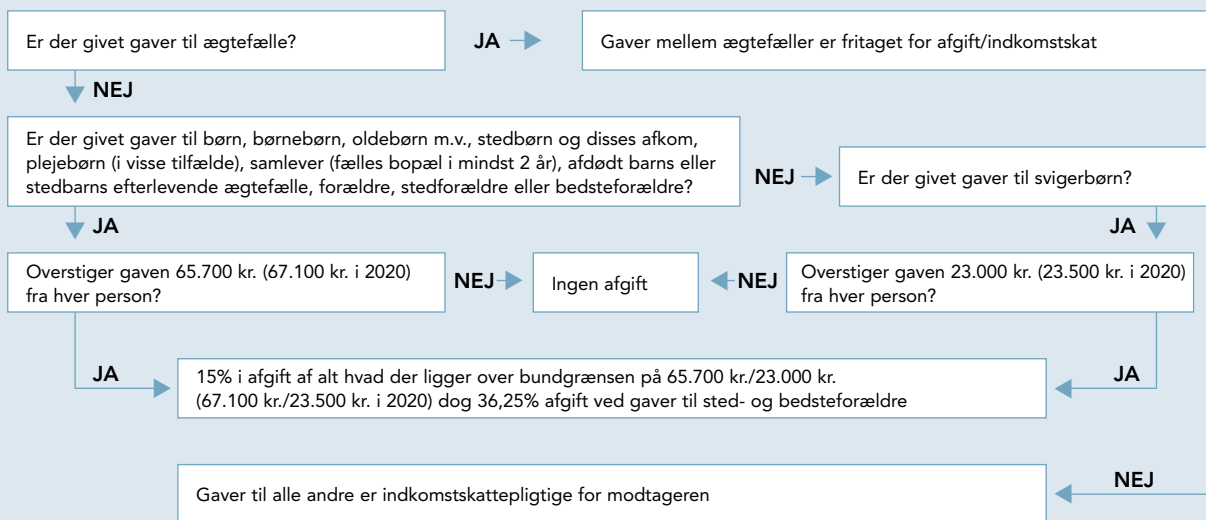 Er der givet gaver til ægtefælle?
JA
Gaver mellem ægtefæller er fritaget for afgift/indkomstskat
NEJ
Er der givet gaver til børn, børnebørn, oldebørn m.v., stedbørn og disses afkom,
plejebørn (i visse tilfælde), samlever (fælles bopæl i mindst 2 år), afdødt barns eller
stedbarns efterlevende ægtefælle, forældre, stedforældre eller bedsteforældre?
NEJ
Er der givet gaver til svigerbørn?
JA
JA
Overstiger gaven 65.700 kr. (67.100 kr. i 2020)
fra hver person?
NEJ
Ingen afgift
NEJ
Overstiger gaven 23.000 kr. (23.500 kr. i 2020)
fra hver person?
JA
15% i afgift af alt hvad der ligger over bundgrænsen på 65.700 kr./23.000 kr.
(67.100 kr./23.500 kr. i 2020) dog 36,25% afgift ved gaver til sted- og bedsteforældre
JA
Gaver til alle andre er indkomstskattepligtige for modtageren
NEJ